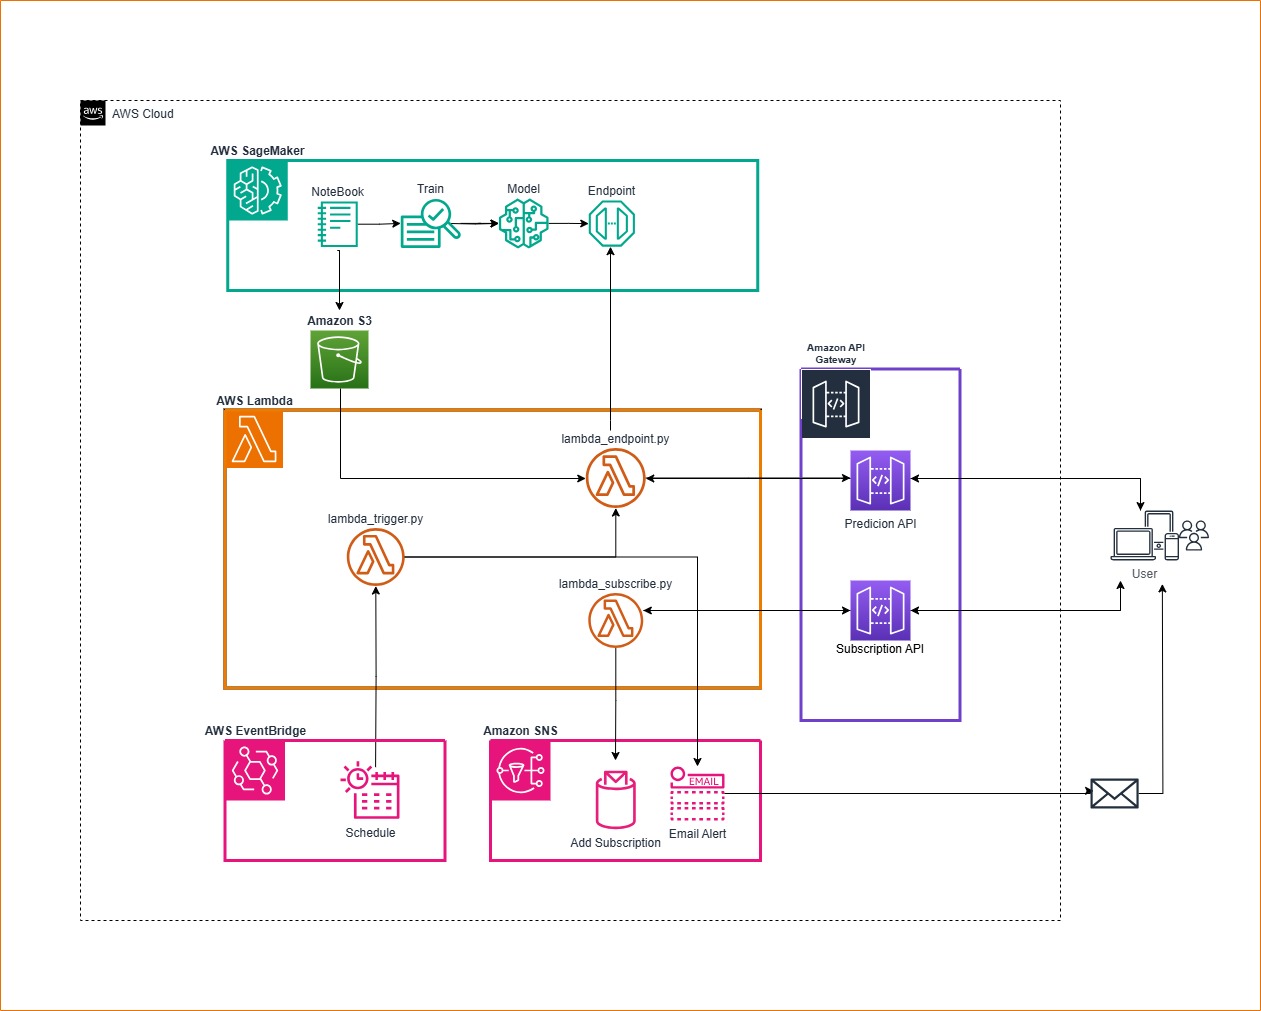 aws
AWS Cloud
AWS SageMaker
NoteBook
Train
Model
Endpoint
Amazon S3
Amazon API
Gateway
AWS Lambda
lambda_endpoint.py
lambda_trigger.py
Predicion API
User
lambda_subscribe.py
Subscription API
AWS EventBridge
Amazon SNS
EMAIL
Schedule
Add Subscription
Email Alert